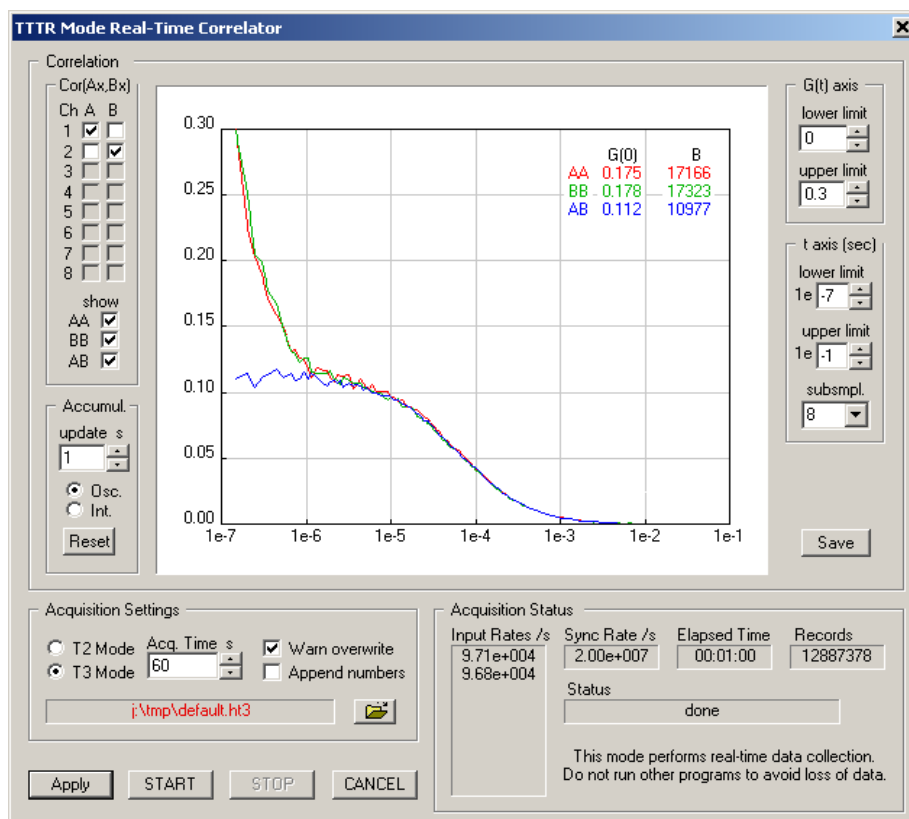 TTTR Mode Real-Time Correlator
Correlation
Cor(Ax,Bx)
Ch A B
1
2
3
4
5
6
7
8
show
AA
BB
AB
Accumul.
update s
1
Osc.
Int.
Reset
0.30
0.25
0.20
0.15
0.10
0.05
0.00
1e-7 1e-6 1e-5 1e-4 1e-3 1e-2 1e-1
G(0) B
AA 0.175 17166
BB 0.178 17323
AB 0.112 10977
G(t) axis
lower limit
0
upper limit
0.3
t axis (sec)
lower limit
1e -7
upper limit
1e -1
subsmpl.
8
Save
Acquisition Settings
T2 Mode
T3 Mode
Acq. Time s
60
Warn overwrite
Append numbers
j:\tmp\default.ht3
Apply START STOP CANCEL
Acquisition Status
Input Rates /s Sync Rate /s Elapsed Time Records
9.71e+004 2.00e+007 00:01:00 12887378
9.68e+004
Status
done
This mode performs real-time data collection.
Do not run other programs to avoid loss of data.